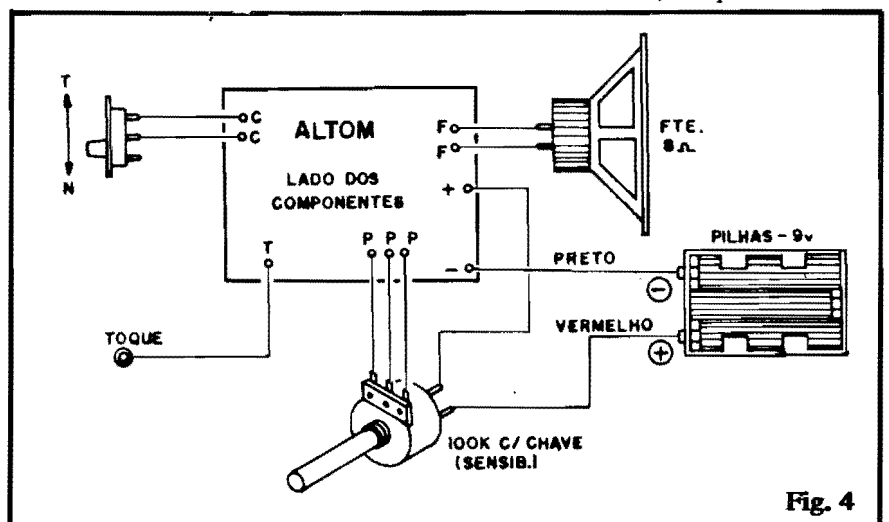 T
N
C
C
ALTOM
LADO DOS
COMPONENTES
F
F
+
-
FTE.
8Ω
T
P P P
PILHAS - 9v
PRETO
-
VERMELHO
+
TOQUE
100K C/ CHAVE
(SENSIB.)
Fig. 4